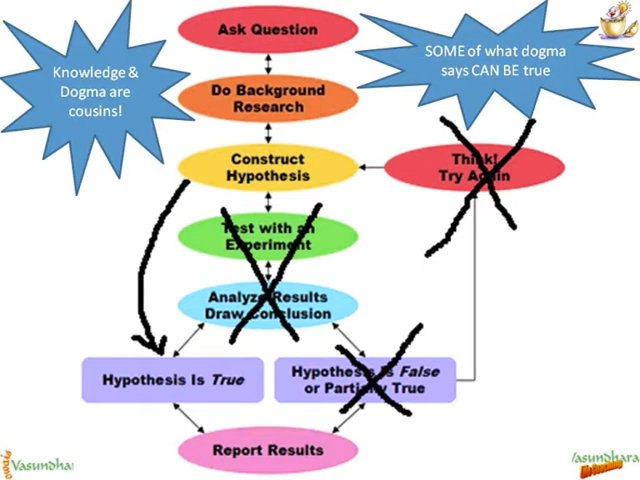 Ask Question
Knowledge &
Dogma are
cousins!
SOME of what dogma
says CAN BE true
Do Background
Research
Construct
Hypothesis
Think!
Try Again
Test with an
Experiment
Analyze Results
Draw Conclusion
Hypothesis Is True
Hypothesis Is False
or Partially True
Report Results
Vasundhar
Vasundhara